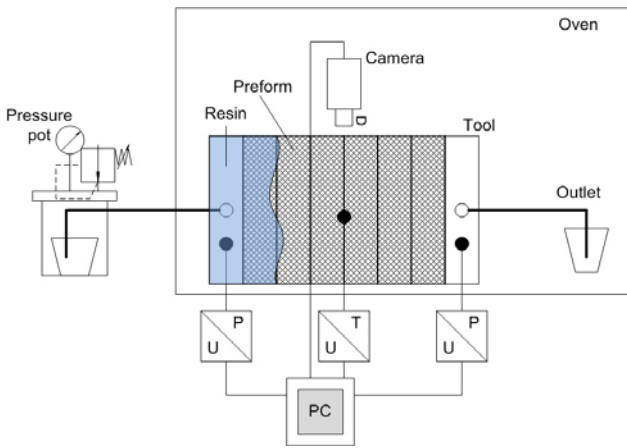 Oven
Camera
Preform
Resin
Pressure
pot
D
Tool
Outlet
P
U
T
U
P
U
PC